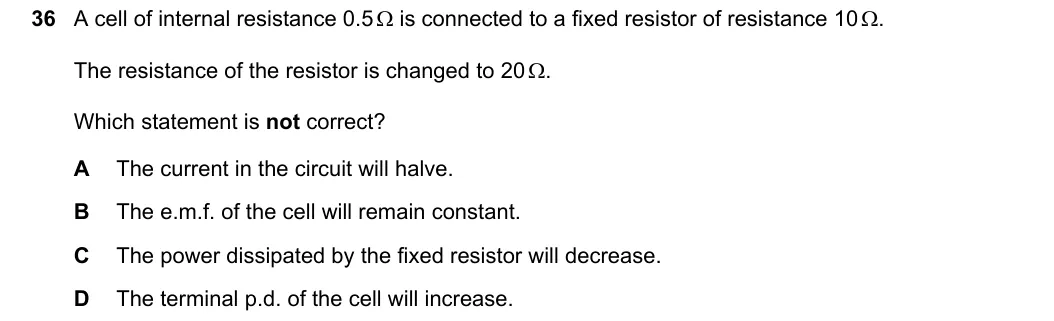 36 A cell of internal resistance 0.5Ω is connected to a fixed resistor of resistance 10Ω.
The resistance of the resistor is changed to 20Ω.
Which statement is not correct?
A The current in the circuit will halve.
B The e.m.f. of the cell will remain constant.
C The power dissipated by the fixed resistor will decrease.
D The terminal p.d. of the cell will increase.